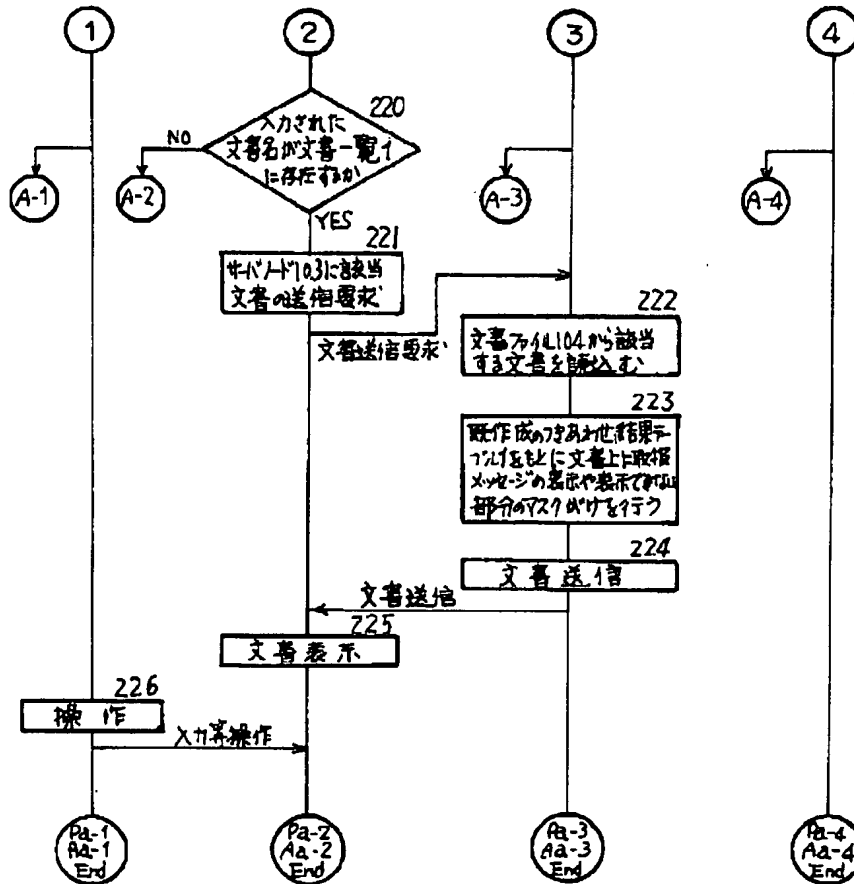 1
2
3
4
220
入力された
文書名が文書一覧1
に存在するか
NO
YES
A-1
A-2
A-3
A-4
221
サーバノード103に該当
文書の送信要求
文書送信要求
222
文書ファイル104から該当
する文書を読込む
223
既作成のつきあわせ結果テー
ブル1をもとに文書上に取扱
メッセージの表示や表示できない
部分のマスクがけを行う
224
文書送信
文書送信
225
文書表示
226
操作
入力等操作
Pa-1
Aa-1
End
Pa-2
Aa-2
End
Pa-3
Aa-3
End
Pa-4
Aa-4
End